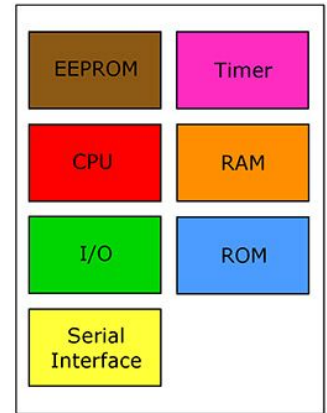 EEPROM
Timer
CPU
RAM
I/O
ROM
Serial
Interface